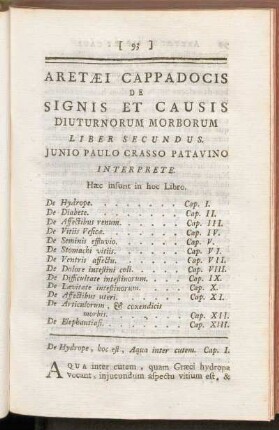 [ 95 ]
ARETÆI CAPPADOCIS
DE
SIGNIS ET CAUSIS
DIUTURNORUM MORBORUM
LIBER SECUNDUS.
JUNIO PAULO CRASSO PATAVINO
INTERPRETE.
Hæc insunt in hoc Libro.
De Hydrope. Cap. I.
De Diabete. Cap. II.
De Affectibus renum. Cap. III.
De Vitiis Vesicæ. Cap. IV.
De Seminis effluvio. Cap. V.
De Stomachi vitiis. Cap. VI.
De Ventris affectu. Cap. VII.
De Dolore intestini coli. Cap. VIII.
De Difficultate intestinorum. Cap. IX.
De Lævitate intestinorum. Cap. X.
De Affectibus uteri. Cap. XI.
De Articulorum, & coxendicis
morbis. Cap. XII.
De Elephantiasi. Cap. XIII.
De Hydrope, hoc est, Aqua inter cutem. Cap. I.
AQUA inter cutem, quam Græci hydropa
vocant, injucundum aspectu vitium est, &